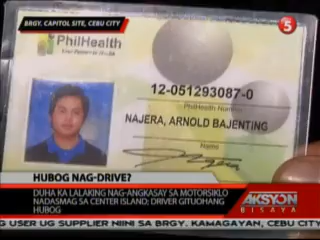 BRGY. CAPITOL SITE, CEBU CITY
5
PhilHealth
12-051293087-0
PhilHealth Number
NAJERA, ARNOLD BAJENTING
Name
HUBOG NAG-DRIVE?
DUHA KA LALAKING NAG-ANGKASAY SA MOTORSIKLO
NADASMAG SA CENTER ISLAND; DRIVER GITUOHANG
HUBOG
AKSYON
BISAYA
UG SUPPLIER NIINI SA BRGY. SUBA, CEBU CITY